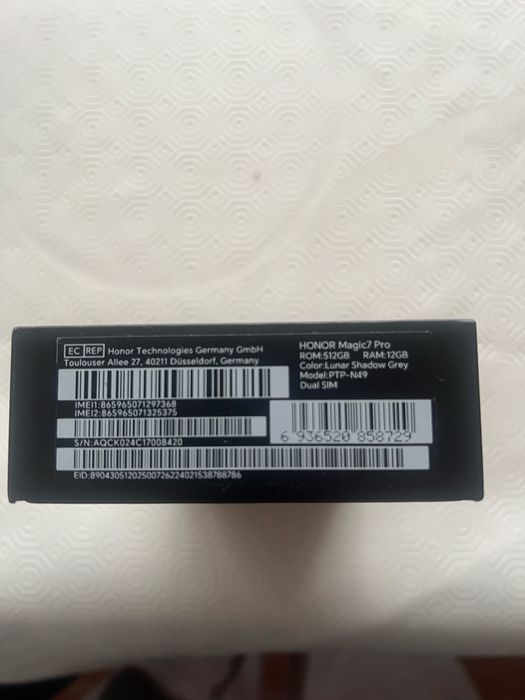 EC REP Honor Technologies Germany GmbH
Toulouser Allee 27, 40211 Düsseldorf, Germany
IMEI1:865965071297368
IMEI2:865965071325375
S/N:AQCK024C17008420
EID:89043051202500726224021538788786
HONOR Magic7 Pro
ROM:512GB RAM:12GB
Color:Lunar Shadow Grey
Model:PTP-N49
Dual SIM
6 936520 858729